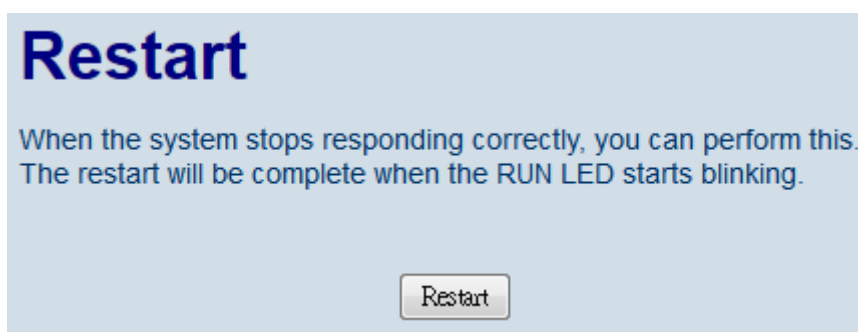 Restart
When the system stops responding correctly, you can perform this.
The restart will be complete when the RUN LED starts blinking.
Restart